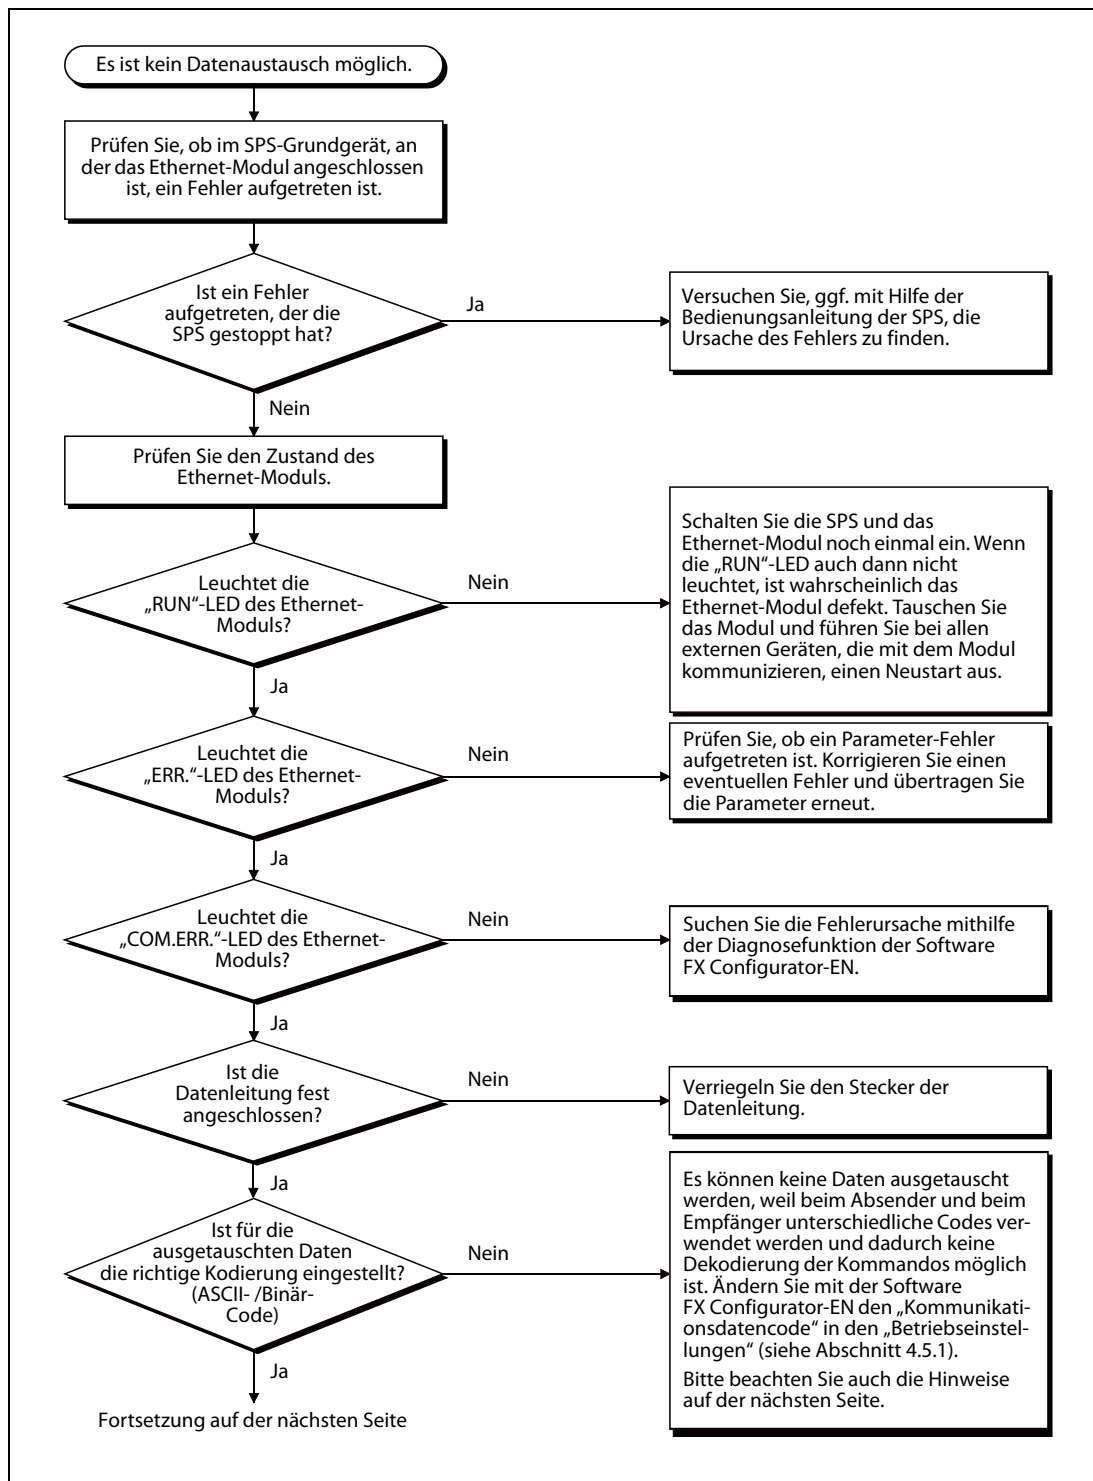 Es ist kein Datenaustausch möglich.
Prüfen Sie, ob im SPS-Grundgerät, an
der das Ethernet-Modul angeschlossen
ist, ein Fehler aufgetreten ist.
Ist ein Fehler
aufgetreten, der die
SPS gestoppt hat?
Ja
Versuchen Sie, ggf. mit Hilfe der
Bedienungsanleitung der SPS, die
Ursache des Fehlers zu finden.
Nein
Prüfen Sie den Zustand des
Ethernet-Moduls.
Leuchtet die
„RUN“-LED des Ethernet-
Moduls?
Nein
Schalten Sie die SPS und das
Ethernet-Modul noch einmal ein. Wenn
die „RUN“-LED auch dann nicht
leuchtet, ist wahrscheinlich das
Ethernet-Modul defekt. Tauschen Sie
das Modul und führen Sie bei allen
externen Geräten, die mit dem Modul
kommunizieren, einen Neustart aus.
Ja
Leuchtet die
„ERR.“-LED des Ethernet-
Moduls?
Nein
Prüfen Sie, ob ein Parameter-Fehler
aufgetreten ist. Korrigieren Sie einen
eventuellen Fehler und übertragen Sie
die Parameter erneut.
Ja
Leuchtet die
„COM.ERR.“-LED des Ethernet-
Moduls?
Nein
Suchen Sie die Fehlerursache mithilfe
der Diagnosefunktion der Software
FX Configurator-EN.
Ja
Ist die
Datenleitung fest
angeschlossen?
Nein
Verriegeln Sie den Stecker der
Datenleitung.
Ja
Ist für die
ausgetauschten Daten
die richtige Kodierung eingestellt?
(ASCII- /Binär-
Code)
Nein
Es können keine Daten ausgetauscht
werden, weil beim Absender und beim
Empfänger unterschiedliche Codes ver-
wendet werden und dadurch keine
Dekodierung der Kommandos möglich
ist. Ändern Sie mit der Software
FX Configurator-EN den „Kommunikati-
onsdatencode“ in den „Betriebseinstel-
lungen“ (siehe Abschnitt 4.5.1).
Bitte beachten Sie auch die Hinweise
auf der nächsten Seite.
Ja
Fortsetzung auf der nächsten Seite